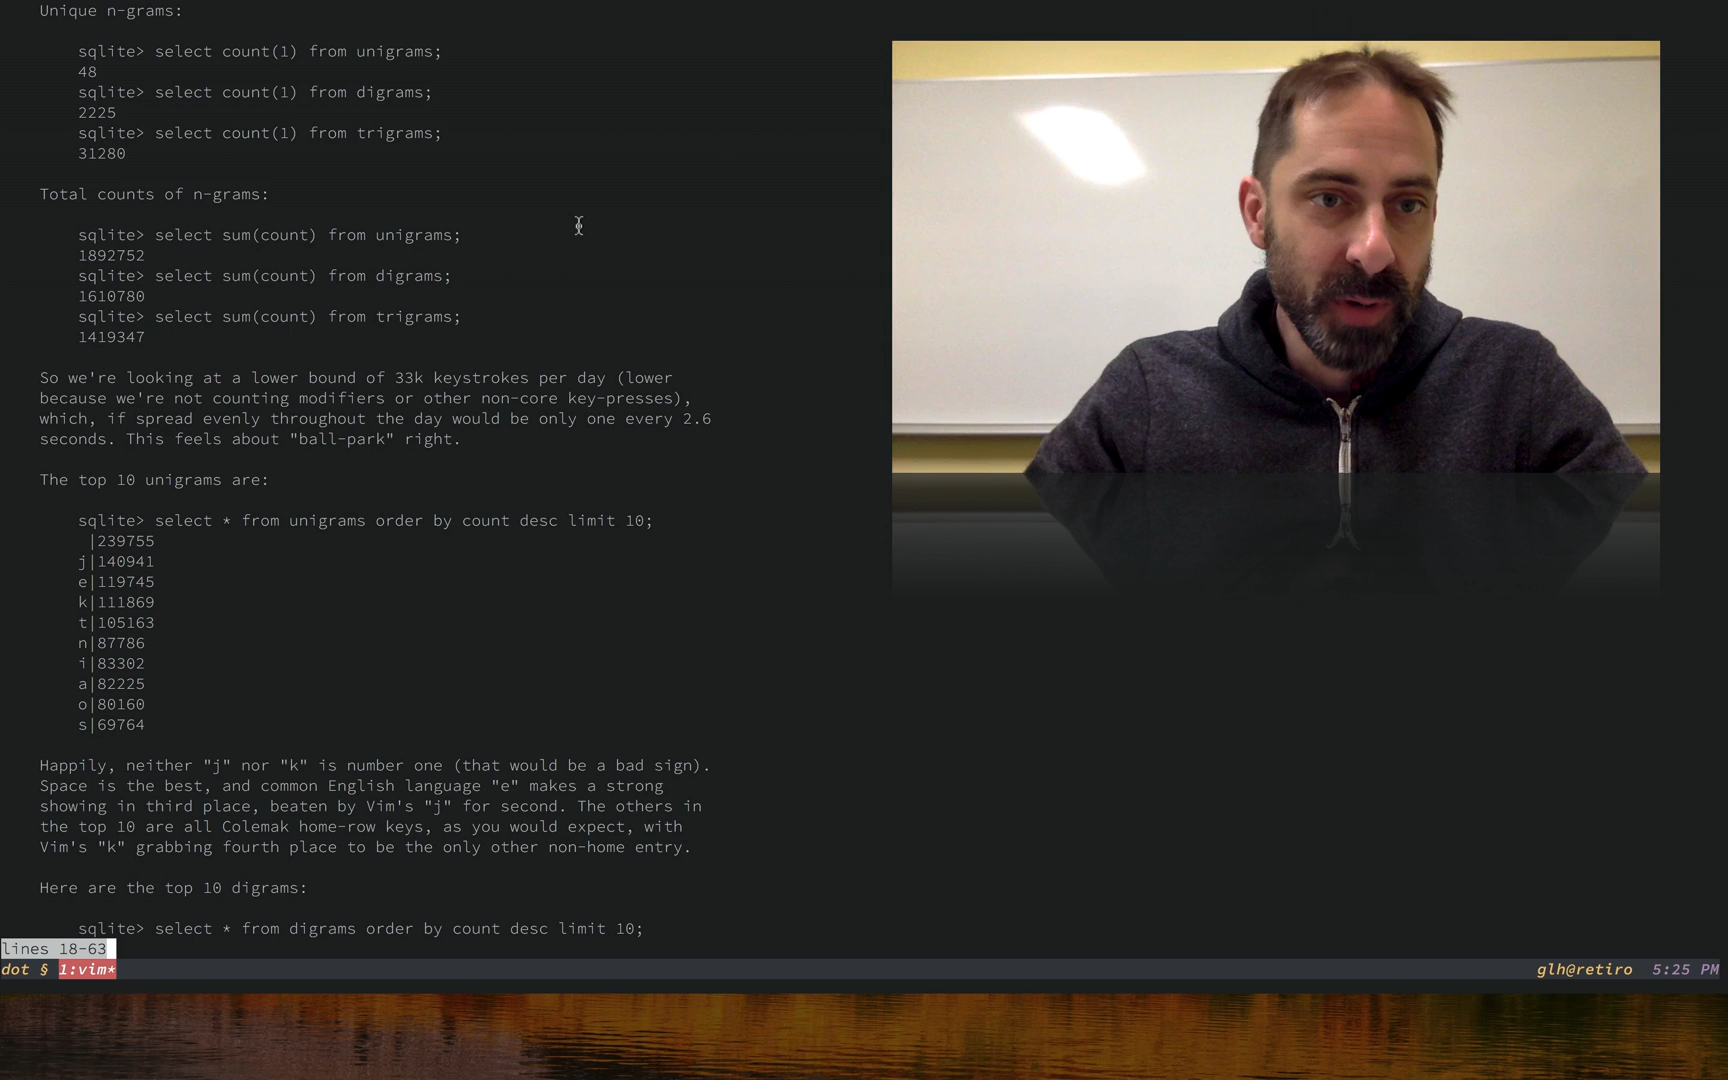 Unique n-grams:
sqlite> select count(1) from unigrams;
48
sqlite> select count(1) from digrams;
2225
sqlite> select count(1) from trigrams;
31280
Total counts of n-grams:
sqlite> select sum(count) from unigrams;
1892752
sqlite> select sum(count) from digrams;
1610780
sqlite> select sum(count) from trigrams;
1419347
So we're looking at a lower bound of 33k keystrokes per day (lower
because we're not counting modifiers or other non-core key-presses),
which, if spread evenly throughout the day would be only one every 2.6
seconds. This feels about "ball-park" right.
The top 10 unigrams are:
sqlite> select * from unigrams order by count desc limit 10;
|239755
j|140941
e|119745
k|111869
t|105163
n|87786
i|83302
a|82225
o|80160
s|69764
Happily, neither "j" nor "k" is number one (that would be a bad sign).
Space is the best, and common English language "e" makes a strong
showing in third place, beaten by Vim's "j" for second. The others in
the top 10 are all Colemak home-row keys, as you would expect, with
Vim's "k" grabbing fourth place to be the only other non-home entry.
Here are the top 10 digrams:
sqlite> select * from digrams order by count desc limit 10;
lines 18-63
dot § 1:vim* glh@retiro 5:25 PM